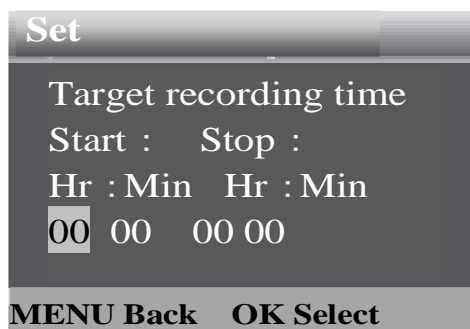 Set
Target recording time
Start : Stop :
Hr : Min Hr : Min
00 00 00 00
MENU Back OK Select